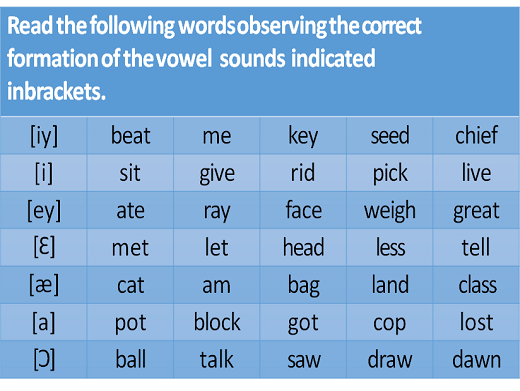 Read the following words observing the correct
formation of the vowel sounds indicated
inbrackets.
[iy] beat me key seed chief
[i] sit give rid pick live
[ey] ate ray face weigh great
[Ɛ] met let head less tell
[æ] cat am bag land class
[a] pot block got cop lost
[Ɔ] ball talk saw draw dawn